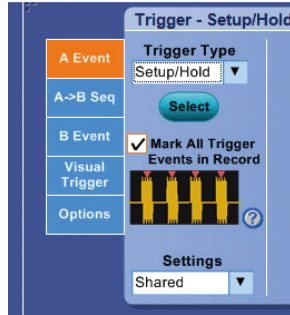 Trigger - Setup/Hold
A Event
A->B Seq
B Event
Visual
Trigger
Options
Trigger Type
Setup/Hold
Select
Mark All Trigger
Events in Record
?
Settings
Shared